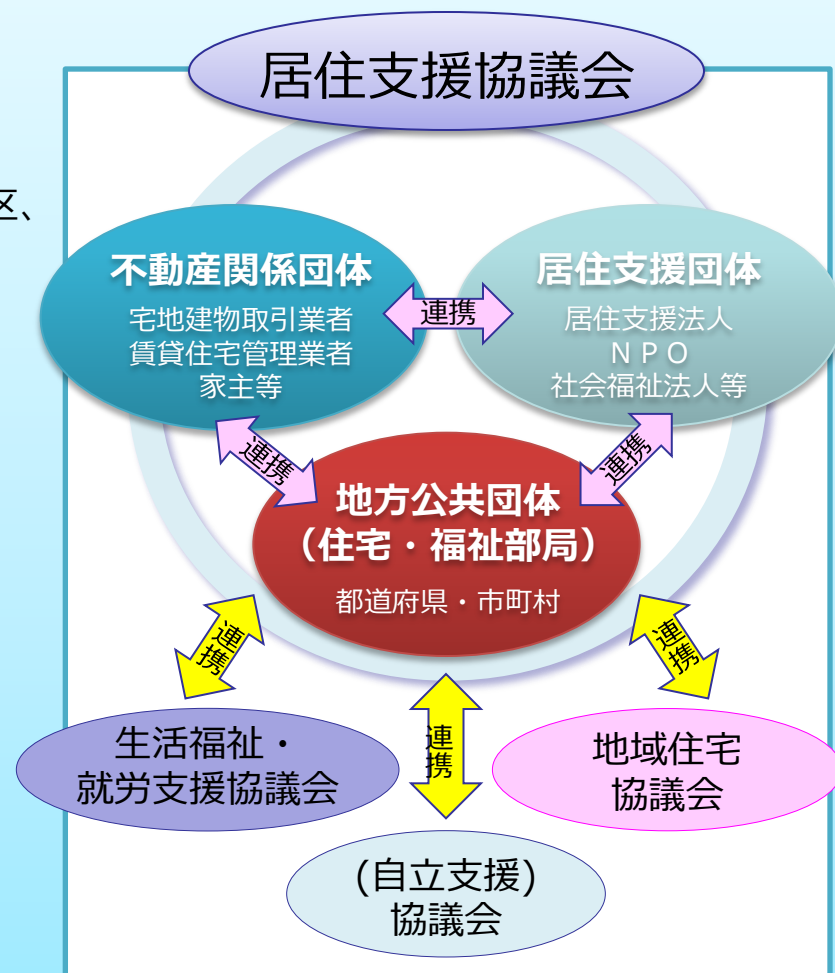 居住支援協議会
区、
不動産関係団体
宅地建物取引業者
賃貸住宅管理業者
家主等
連携
居住支援団体
居住支援法人
ＮＰＯ
社会福祉法人等
連携
連携
地方公共団体
（住宅・福祉部局）
都道府県・市町村
連携
連携
連携
生活福祉・
就労支援協議会
地域住宅
協議会
(自立支援)
協議会